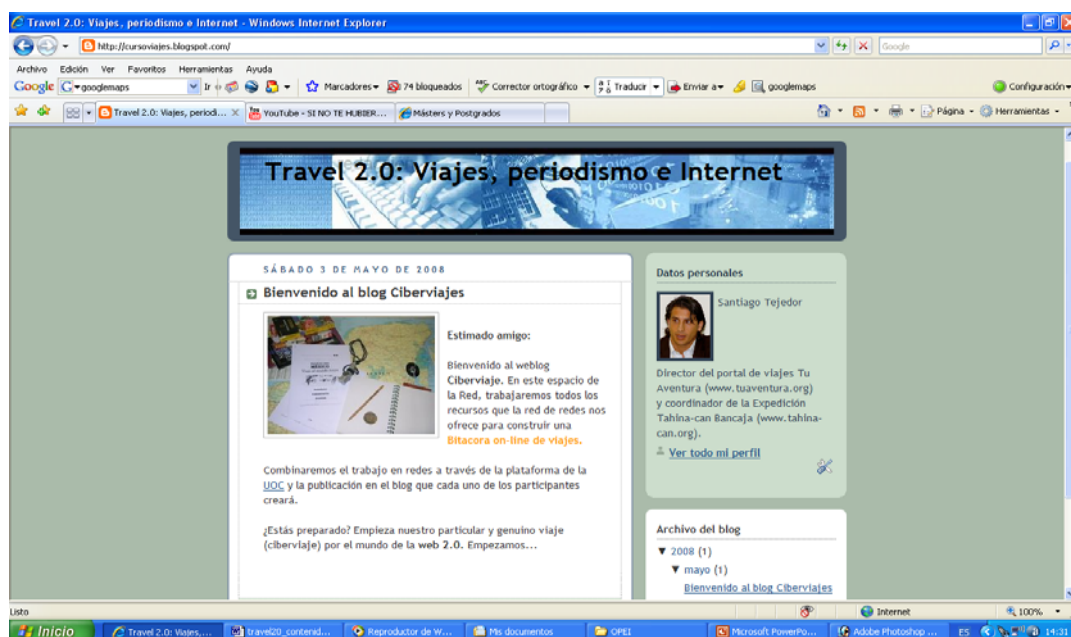 Travel 2.0: Viajes, periodismo e Internet - Windows Internet Explorer
http://cursoviajes.blogspot.com/
Google
Archivo Edición Ver Favoritos Herramientas Ayuda
Google googlemaps Ir Marcadores 74 bloqueados Corrector ortográfico Traducir Enviar a googlemaps Configuración
Travel 2.0: Viajes, period... YouTube - SI NO TE HUBIER... Másters y Postgrados Página Herramientas
Travel 2.0: Viajes, periodismo e Internet
SÁBADO 3 DE MAYO DE 2008
Bienvenido al blog Ciberviajes
Estimado amigo:
Bienvenido al weblog
Ciberviaje. En este espacio de
la Red, trabajaremos todos los
recursos que la red de redes nos
ofrece para construir una
Bitacora on-line de viajes.
Combinaremos el trabajo en redes a través de la plataforma de la
UOC y la publicación en el blog que cada uno de los participantes
creará.
¿Estás preparado? Empieza nuestro particular y genuino viaje
(ciberviaje) por el mundo de la web 2.0. Empezamos...
Datos personales
Santiago Tejedor
Director del portal de viajes Tu
Aventura (www.tuaventura.org)
y coordinador de la Expedición
Tahina-can Bancaja (www.tahina-
can.org).
Ver todo mi perfil
Archivo del blog
▼ 2008 (1)
▼ mayo (1)
Bienvenido al blog Ciberviajes
Listo Internet 100%
Inicio Travel 2.0: Viajes,... travel20_contenid... Reproductor de W... Mis documentos OPEI Microsoft PowerPo... Adobe Photoshop ... ES 14:31